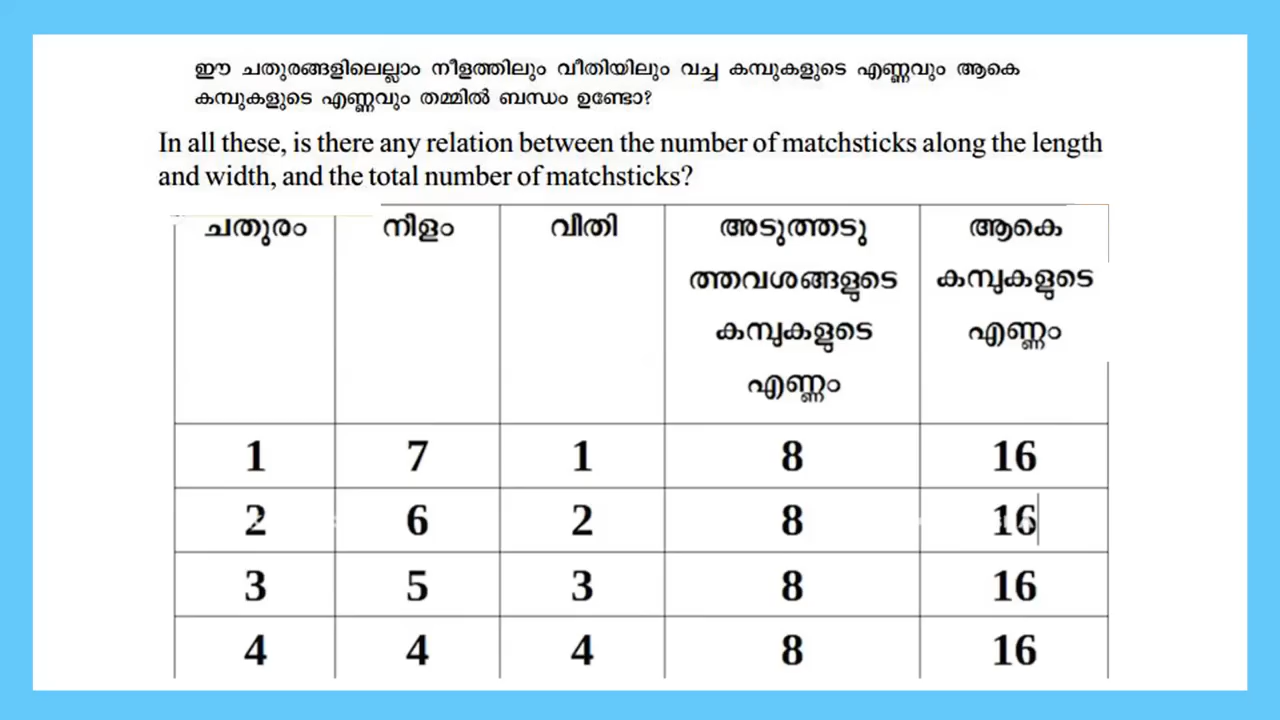 ഈ ചതുരങ്ങളിലെല്ലാം നീളത്തിലും വീതിയിലും വച്ച കമ്പുകളുടെ എണ്ണവും ആകെ
കമ്പുകളുടെ എണ്ണവും തമ്മിൽ ബന്ധം ഉണ്ടോ?
In all these, is there any relation between the number of matchsticks along the length
and width, and the total number of matchsticks?
ചതുരം നീളം വീതി അടുത്തടു ആകെ
ത്തവശങ്ങളുടെ കമ്പുകളുടെ
കമ്പുകളുടെ എണ്ണം
എണ്ണം
1 7 1 8 16
2 6 2 8 16
3 5 3 8 16
4 4 4 8 16